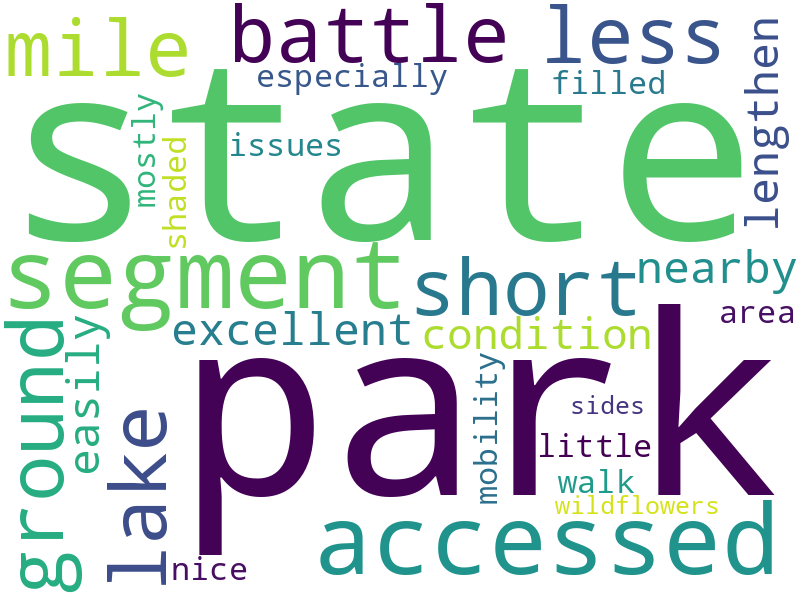 mile
battle
less
especially
filled
lengthen
state
mostly
shaded
issues
segment
short
nearby
excellent
condition
area
ground
easily
park
mobility
sides
little
lake
walk
wildflowers
accessed
nice